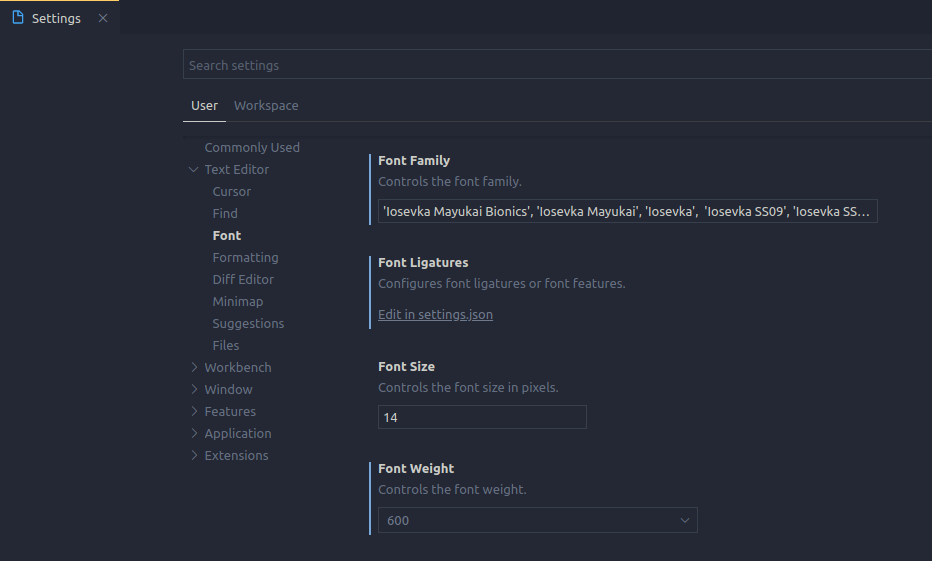 Settings
Search settings
User Workspace
Commonly Used
Text Editor
Cursor
Find
Font
Formatting
Diff Editor
Minimap
Suggestions
Files
Workbench
Window
Features
Application
Extensions
Font Family
Controls the font family.
'Iosevka Mayukai Bionics', 'Iosevka Mayukai', 'Iosevka',  'Iosevka SS09', 'Iosevka SS...
Font Ligatures
Configures font ligatures or font features.
Edit in settings.json
Font Size
Controls the font size in pixels.
14
Font Weight
Controls the font weight.
600